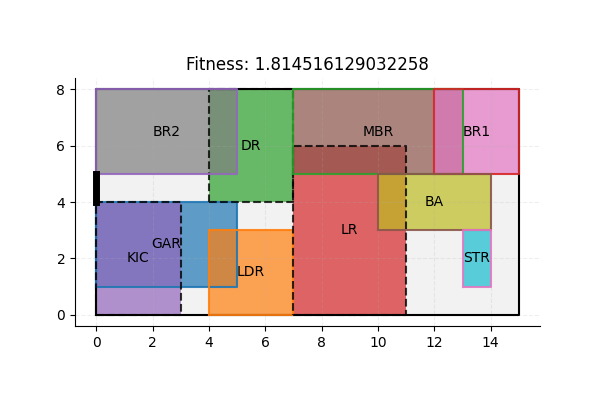 Fitness: 1.814516129032258
8
BR2 DR MBR BR1
6
4 BA
LR
GAR
2 KIC STR
LDR
0
0 2 4 6 8 10 12 14